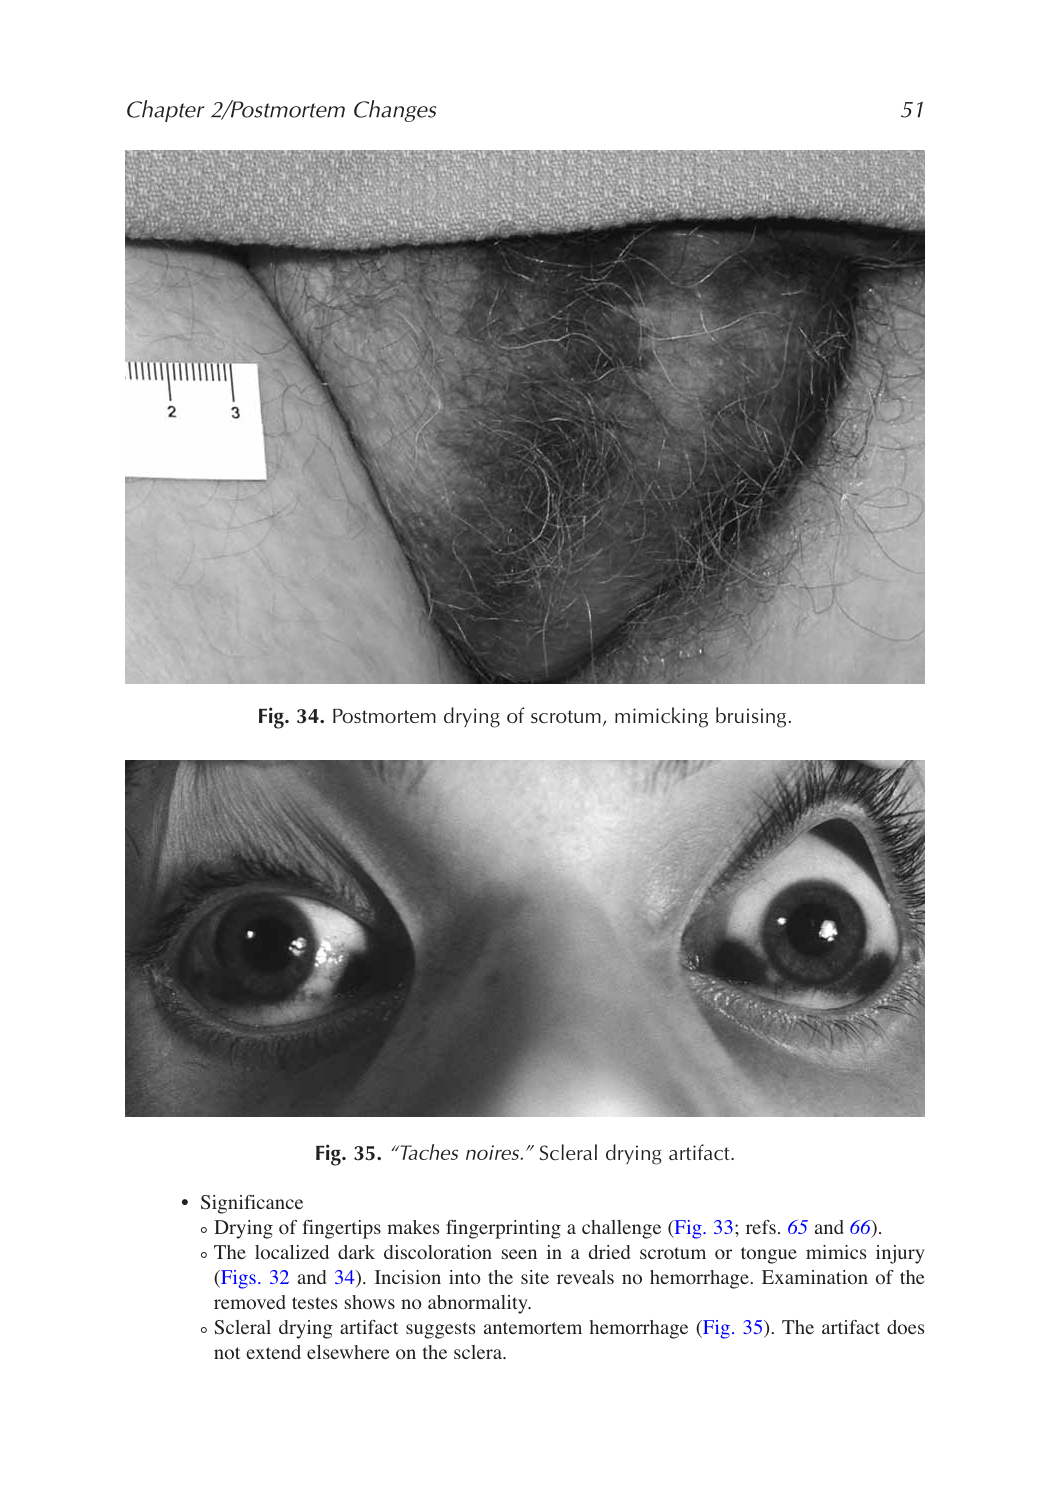 Chapter 2/Postmortem Changes 51
2 3
Fig. 34. Postmortem drying of scrotum, mimicking bruising.
Fig. 35. “Taches noires.” Scleral drying artifact.
• Significance
◦ Drying of fingertips makes fingerprinting a challenge (Fig. 33; refs. 65 and 66).
◦ The localized dark discoloration seen in a dried scrotum or tongue mimics injury
(Figs. 32 and 34). Incision into the site reveals no hemorrhage. Examination of the
removed testes shows no abnormality.
◦ Scleral drying artifact suggests antemortem hemorrhage (Fig. 35). The artifact does
not extend elsewhere on the sclera.